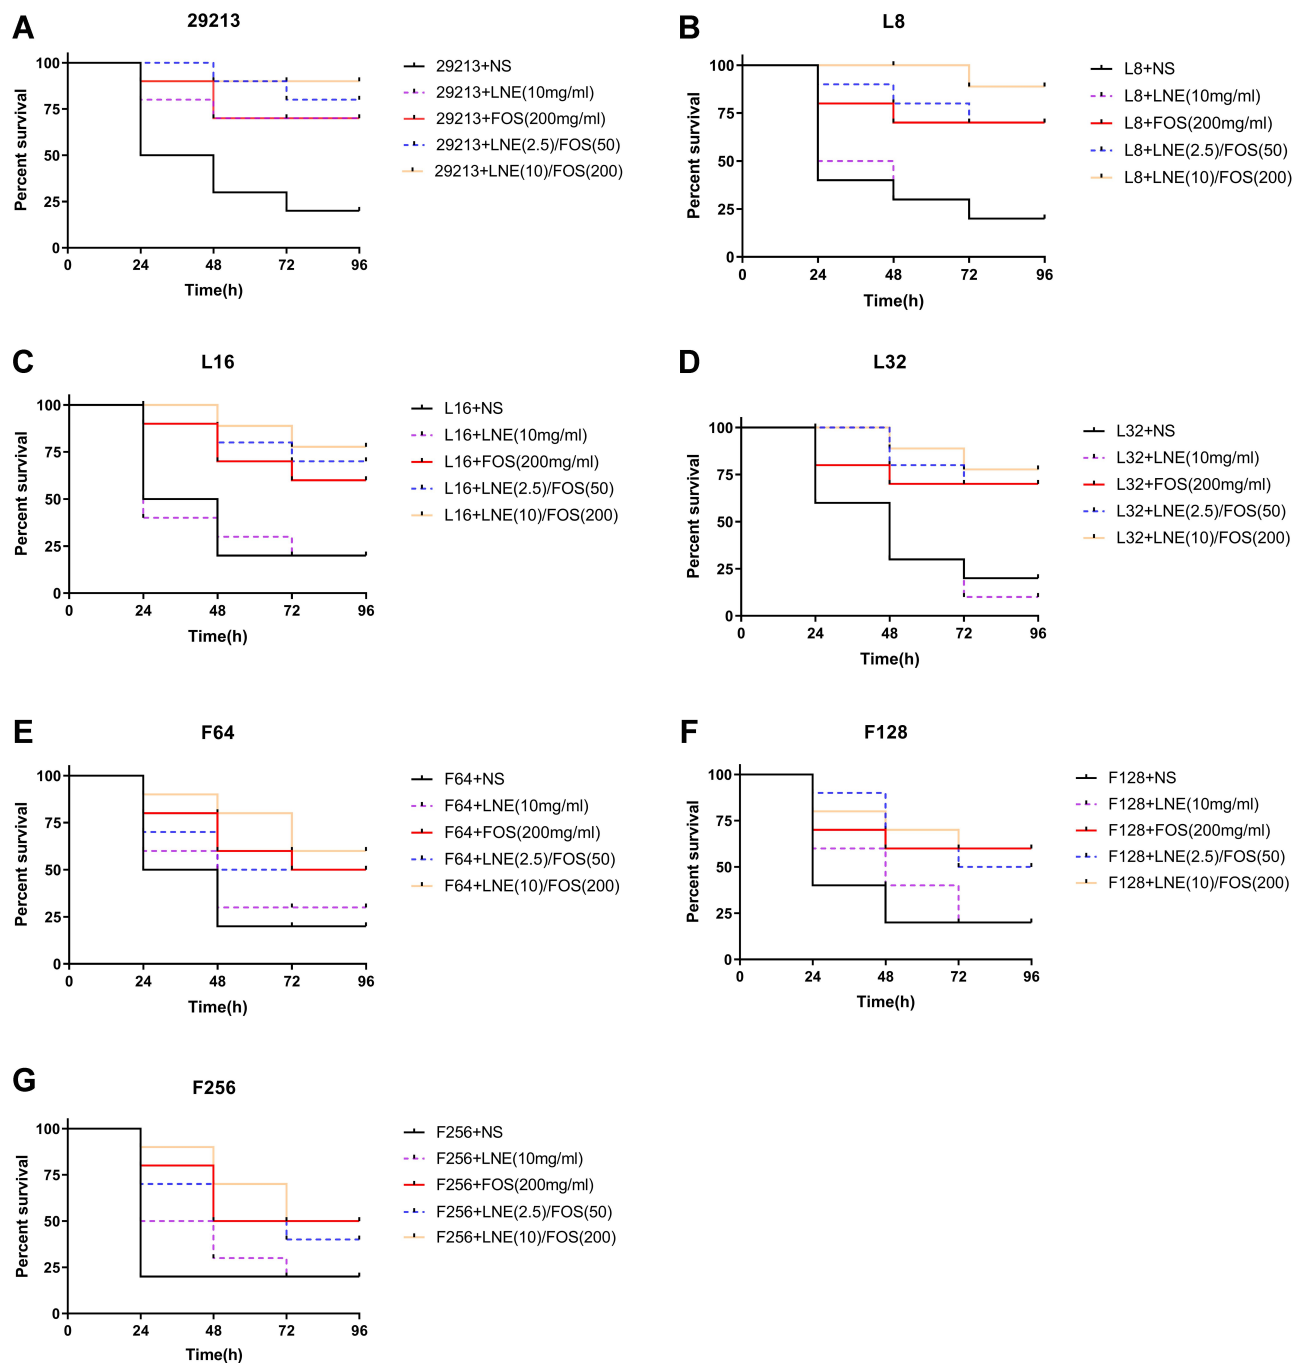 A
29213
Percent survival
100
75
50
25
0
0 24 48 72 96
Time(h)
29213+NS
29213+LNE(10mg/ml)
29213+FOS(200mg/ml)
29213+LNE(2.5)/FOS(50)
29213+LNE(10)/FOS(200)
B
L8
Percent survival
100
75
50
25
0
0 24 48 72 96
Time(h)
L8+NS
L8+LNE(10mg/ml)
L8+FOS(200mg/ml)
L8+LNE(2.5)/FOS(50)
L8+LNE(10)/FOS(200)
C
L16
Percent survival
100
75
50
25
0
0 24 48 72 96
Time(h)
L16+NS
L16+LNE(10mg/ml)
L16+FOS(200mg/ml)
L16+LNE(2.5)/FOS(50)
L16+LNE(10)/FOS(200)
D
L32
Percent survival
100
75
50
25
0
0 24 48 72 96
Time(h)
L32+NS
L32+LNE(10mg/ml)
L32+FOS(200mg/ml)
L32+LNE(2.5)/FOS(50)
L32+LNE(10)/FOS(200)
E
F64
Percent survival
100
75
50
25
0
0 24 48 72 96
Time(h)
F64+NS
F64+LNE(10mg/ml)
F64+FOS(200mg/ml)
F64+LNE(2.5)/FOS(50)
F64+LNE(10)/FOS(200)
F
F128
Percent survival
100
75
50
25
0
0 24 48 72 96
Time(h)
F128+NS
F128+LNE(10mg/ml)
F128+FOS(200mg/ml)
F128+LNE(2.5)/FOS(50)
F128+LNE(10)/FOS(200)
G
F256
Percent survival
100
75
50
25
0
0 24 48 72 96
Time(h)
F256+NS
F256+LNE(10mg/ml)
F256+FOS(200mg/ml)
F256+LNE(2.5)/FOS(50)
F256+LNE(10)/FOS(200)